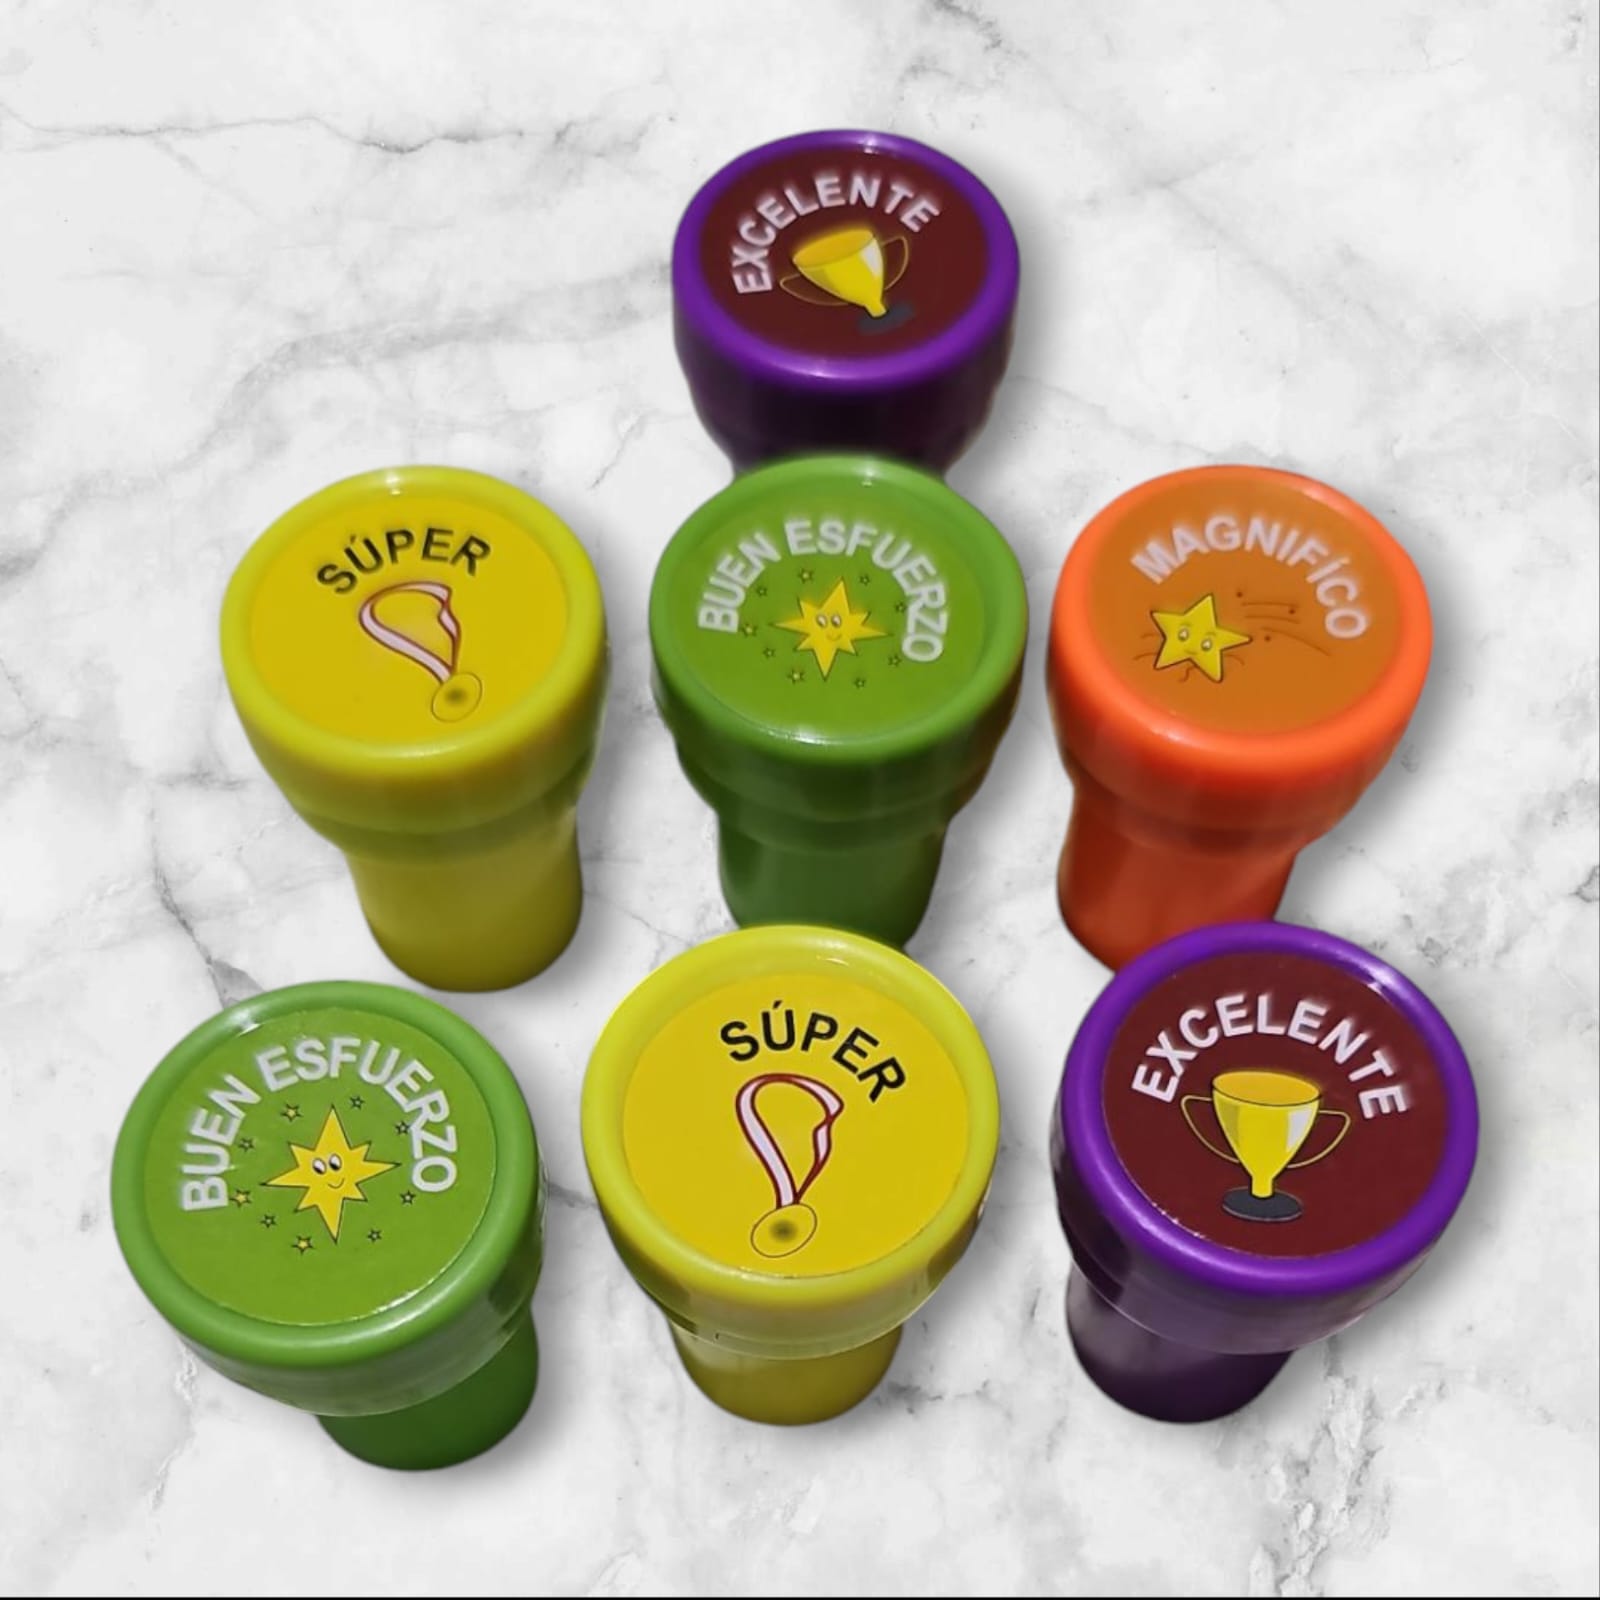 EXCELENTE
SÚPER
BUEN ESFUERZO
MAGNIFÍCO
BUEN ESFUERZO
SÚPER
EXCELENTE